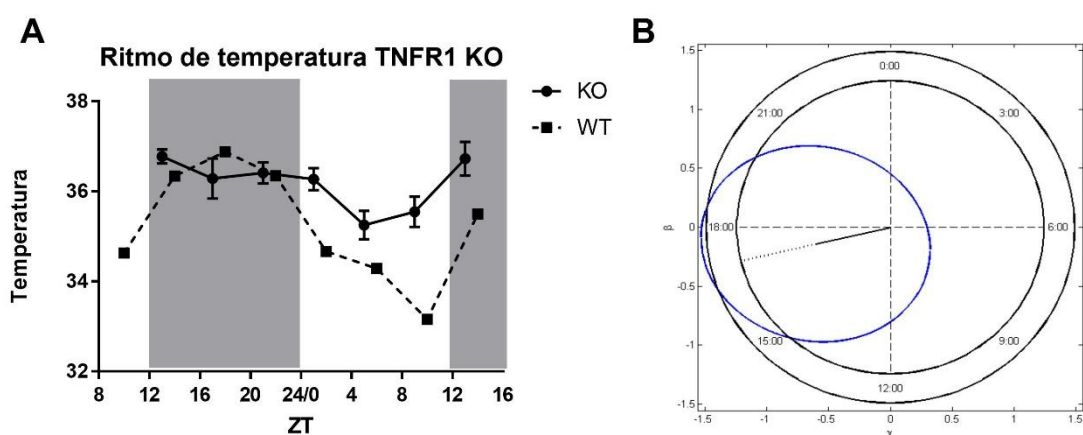 A
Ritmo de temperatura TNFR1 KO
KO
WT
38
36
34
32
Temperatura
8 12 16 20 24/0 4 8 12 16
ZT
B
1.5
1
0.5
0
-0.5
-1
-1.5
β
0:00
21:00 3:00
18:00 6:00
15:00 9:00
12:00
-1.5 -1 -0.5 0 0.5 1 1.5